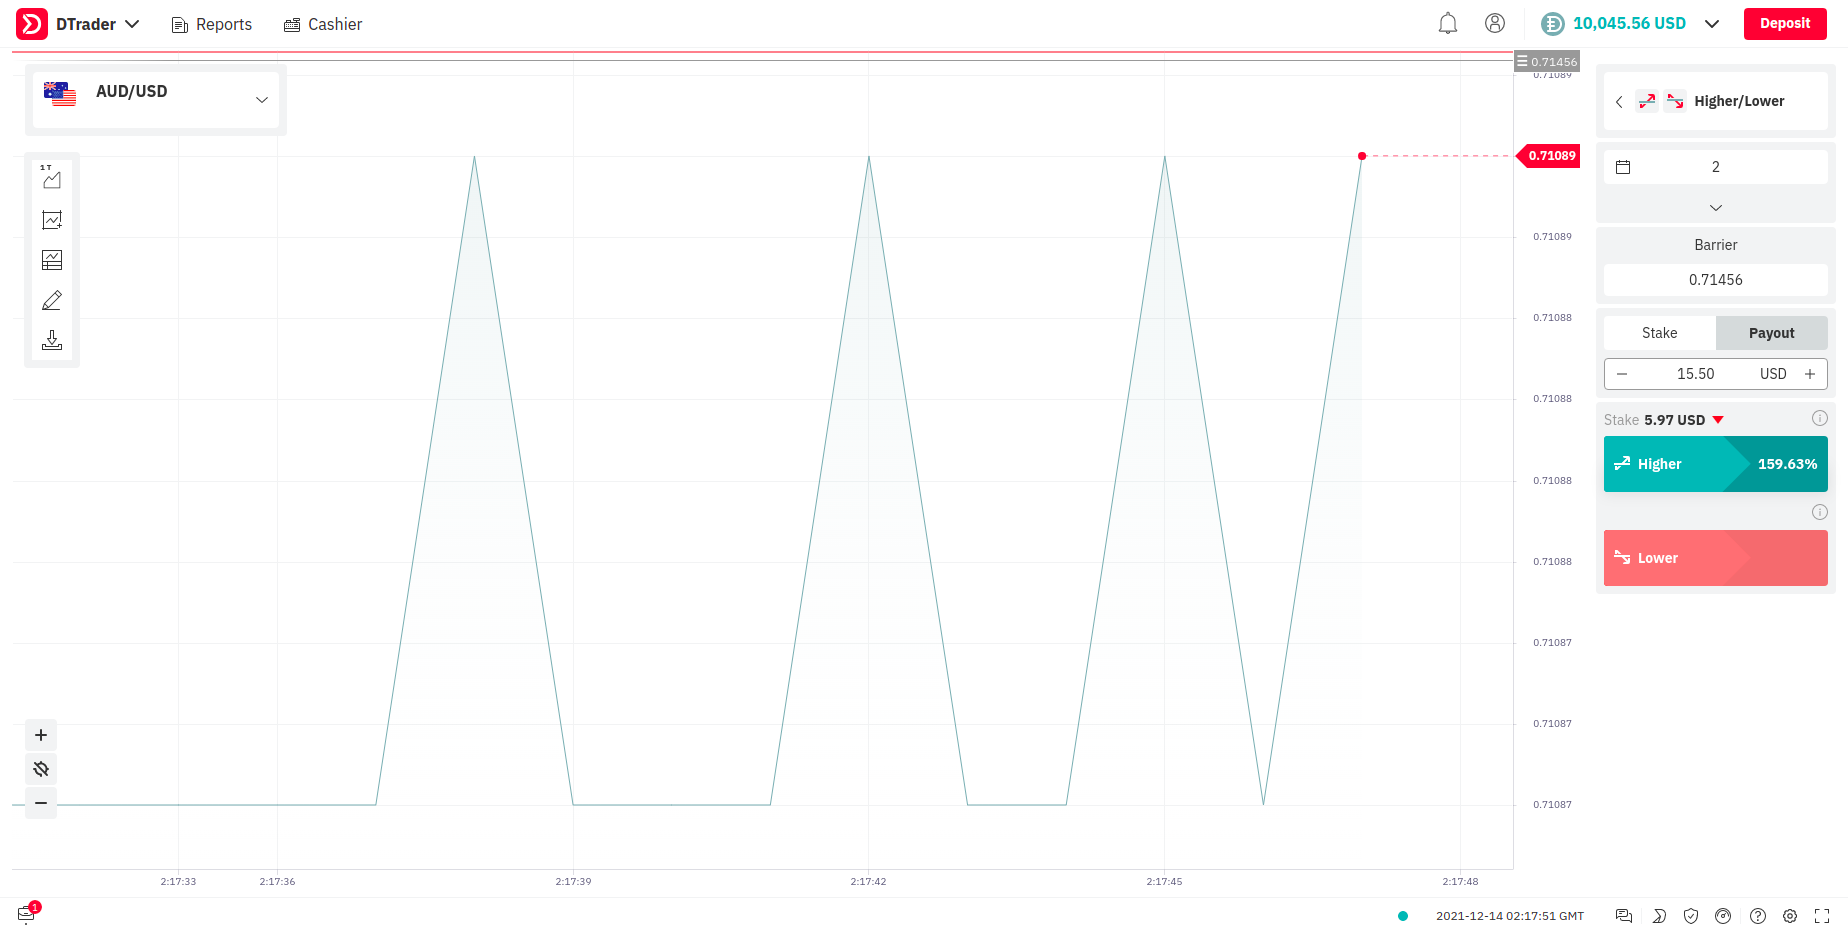 DTrader
Reports
Cashier
10,045.56 USD
Deposit
0.71456
0.71089
AUD/USD
1 T
0.71089
0.71089
0.71088
0.71088
0.71088
0.71088
0.71087
0.71087
0.71087
2:17:33
2:17:36
2:17:39
2:17:42
2:17:45
2:17:48
Higher/Lower
2
Barrier
0.71456
Stake
Payout
15.50
USD
Stake 5.97 USD
Higher
159.63%
Lower
1
2021-12-14 02:17:51 GMT